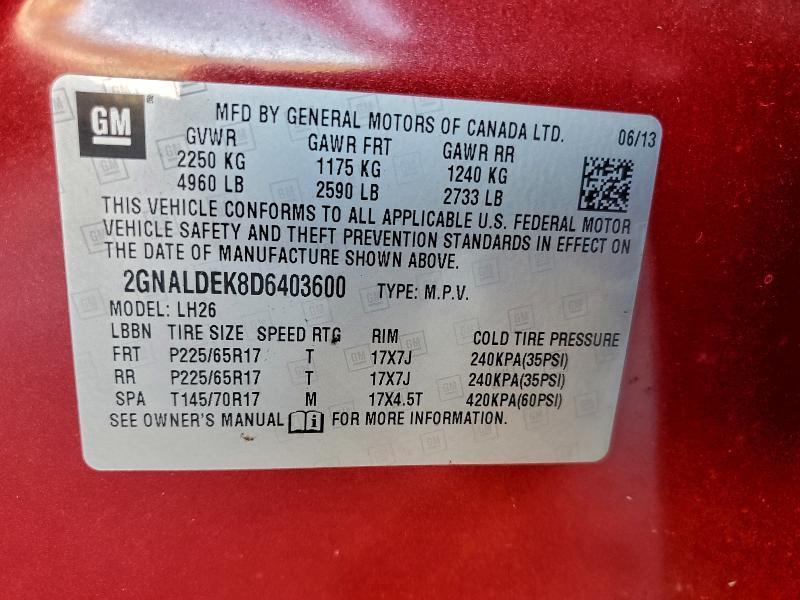 GM ®
MFD BY GENERAL MOTORS OF CANADA LTD. 06/13
GVWR GAWR FRT GAWR RR
2250 KG 1175 KG 1240 KG
4960 LB 2590 LB 2733 LB
THIS VEHICLE CONFORMS TO ALL APPLICABLE U.S. FEDERAL MOTOR
VEHICLE SAFETY AND THEFT PREVENTION STANDARDS IN EFFECT ON
THE DATE OF MANUFACTURE SHOWN ABOVE.
2GNALDEK8D6403600 TYPE: M.P.V.
MODEL: LH26
LBBN TIRE SIZE SPEED RTG RIM COLD TIRE PRESSURE
FRT P225/65R17 T 17X7J 240KPA(35PSI)
RR P225/65R17 T 17X7J 240KPA(35PSI)
SPA T145/70R17 M 17X4.5T 420KPA(60PSI)
SEE OWNER'S MANUAL i FOR MORE INFORMATION.